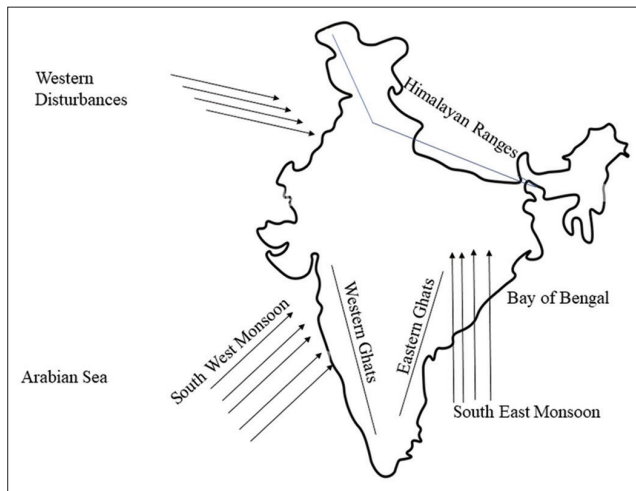 Western
Disturbances
Himalayan Ranges
South West Monsoon
Western Ghats
Eastern Ghats
Bay of Bengal
Arabian Sea
South East Monsoon